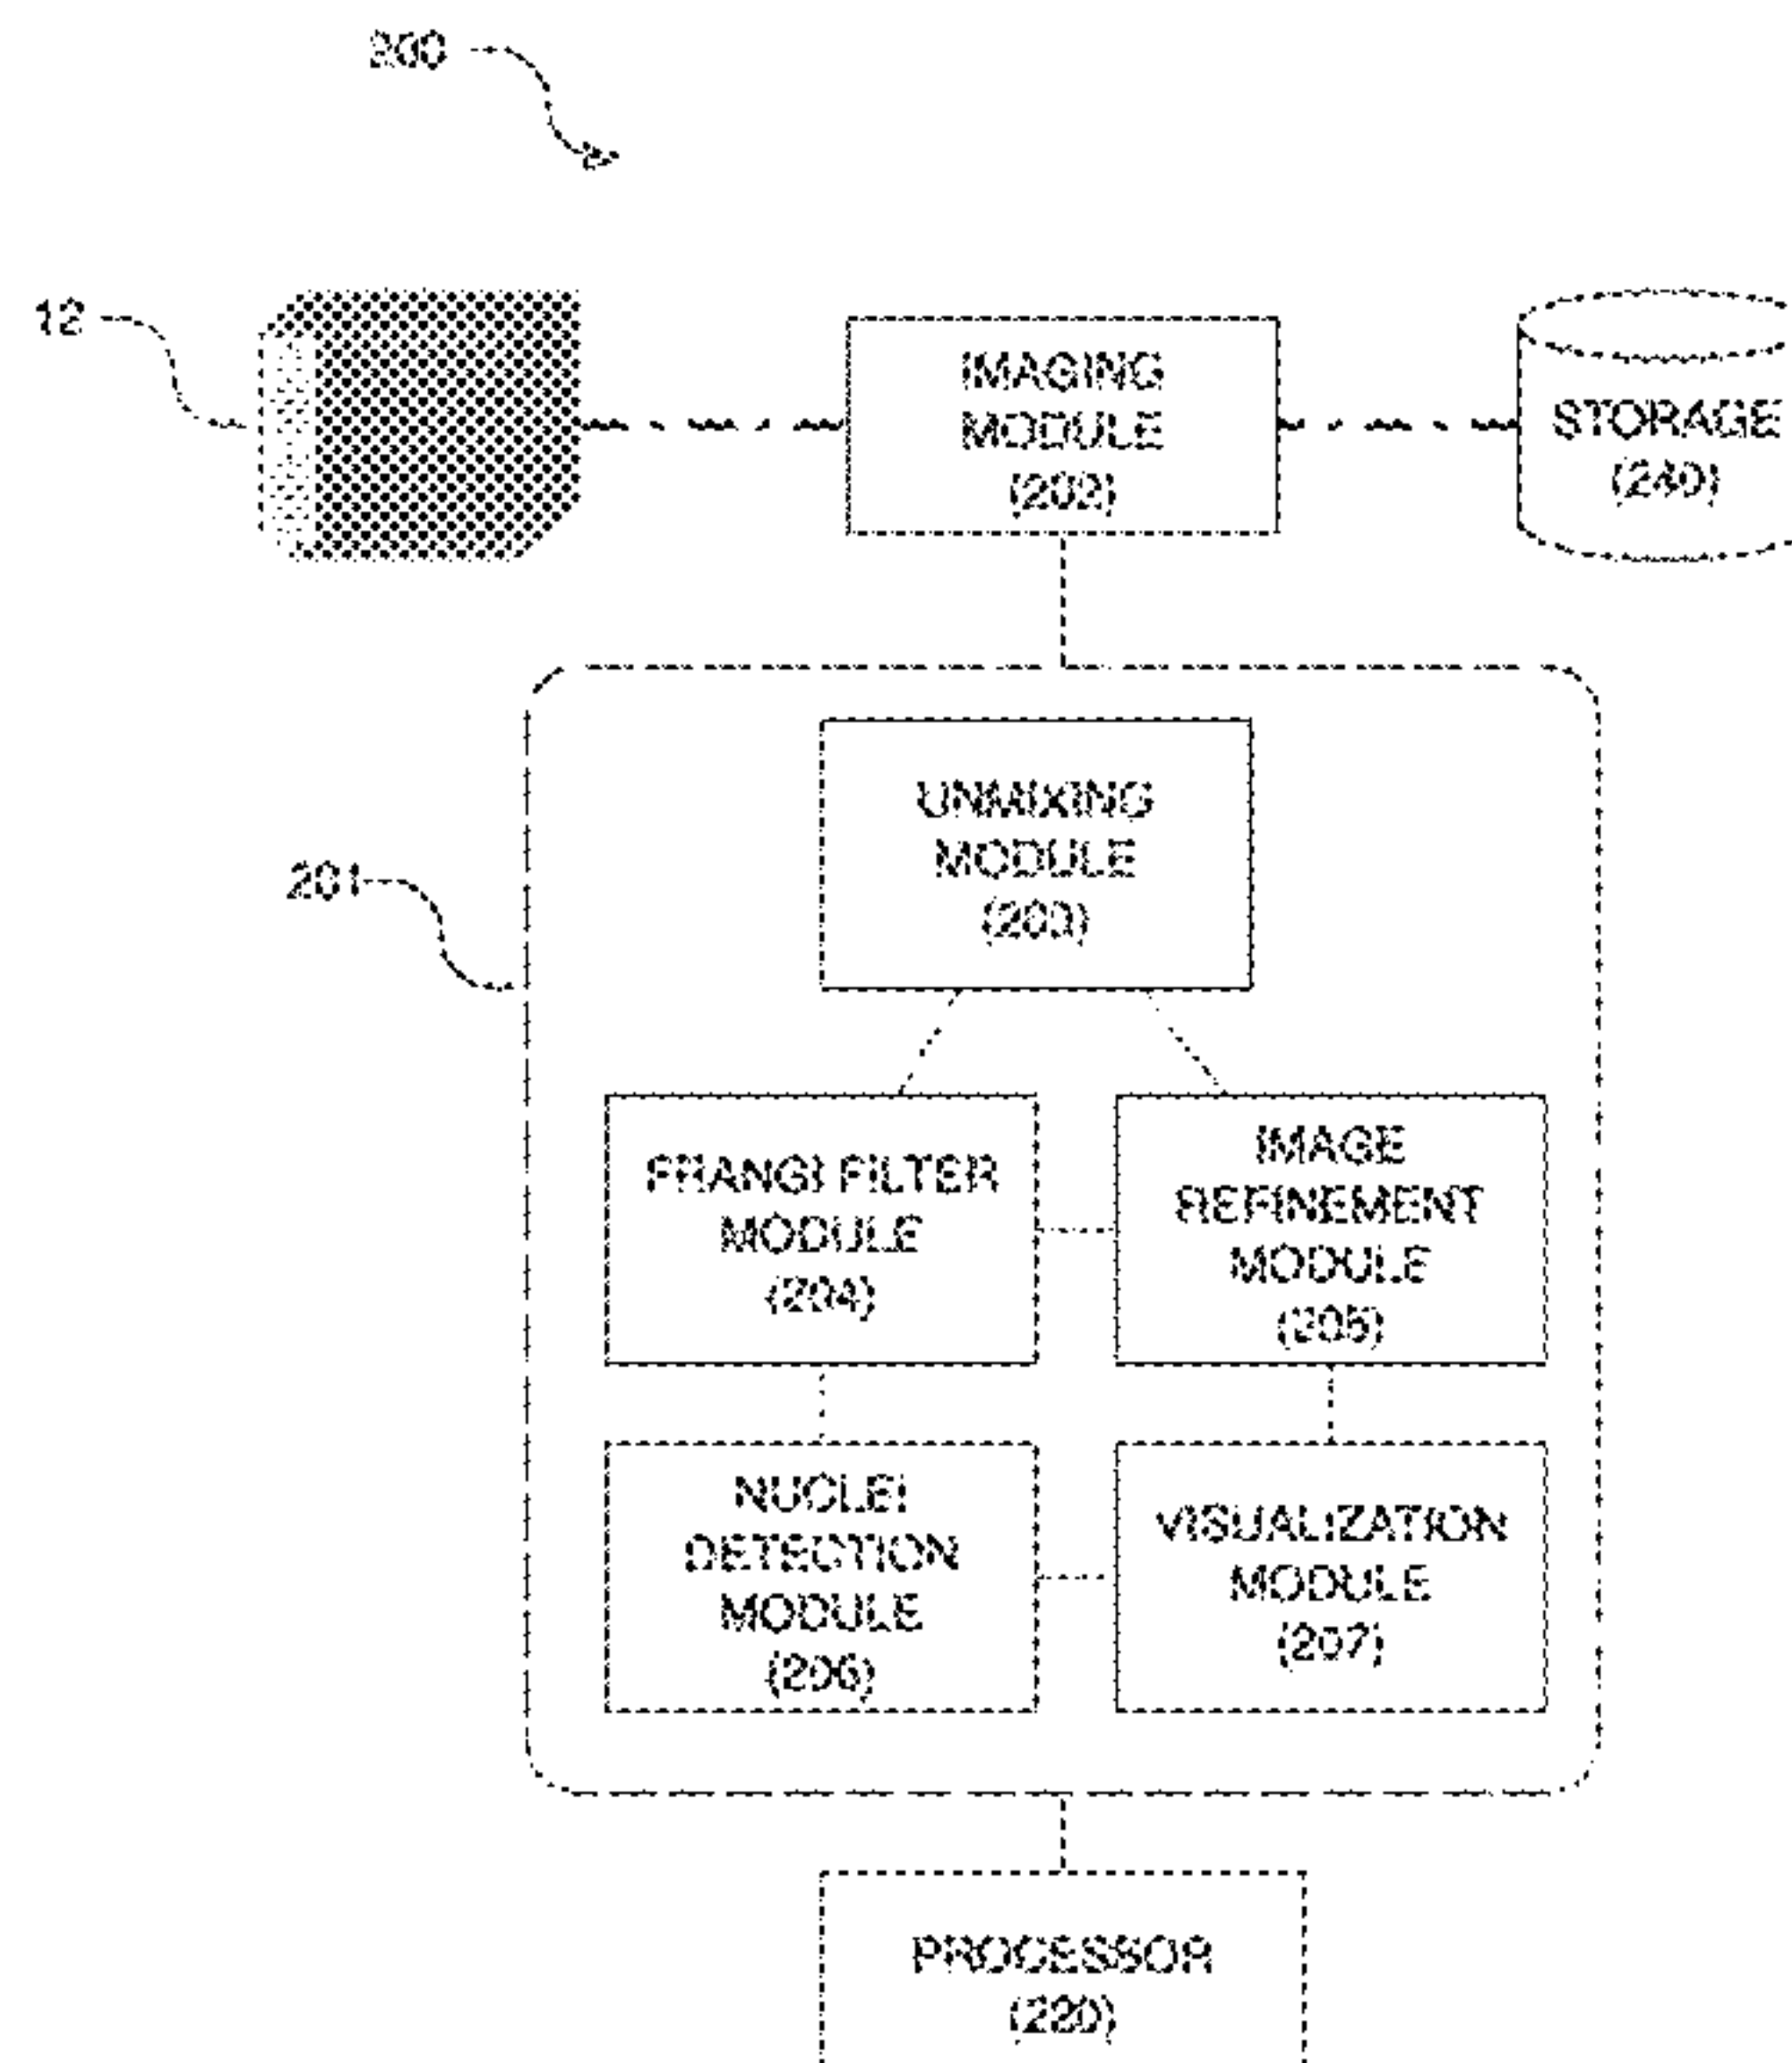 200
12
IMAGING
MODULE
(202)
STORAGE
(240)
UNMIXING
MODULE
(203)
201
FRANGI FILTER
MODULE
(204)
IMAGE
REFINEMENT
MODULE
(205)
NUCLEI
DETECTION
MODULE
(206)
VISUALIZATION
MODULE
(207)
PROCESSOR
(220)